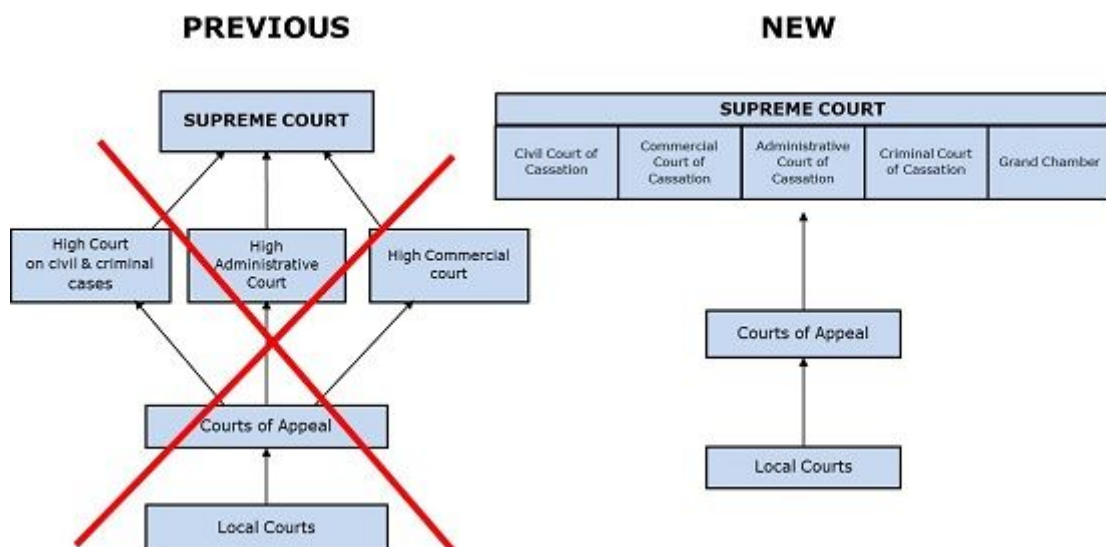 PREVIOUS
SUPREME COURT
High Court
on civil & criminal
cases
High
Administrative
Court
High Commercial
court
Courts of Appeal
Local Courts
NEW
SUPREME COURT
Civil Court of
Cassation
Commercial
Court of
Cassation
Administrative
Court of
Cassation
Criminal Court
of Cassation
Grand Chamber
Courts of Appeal
Local Courts